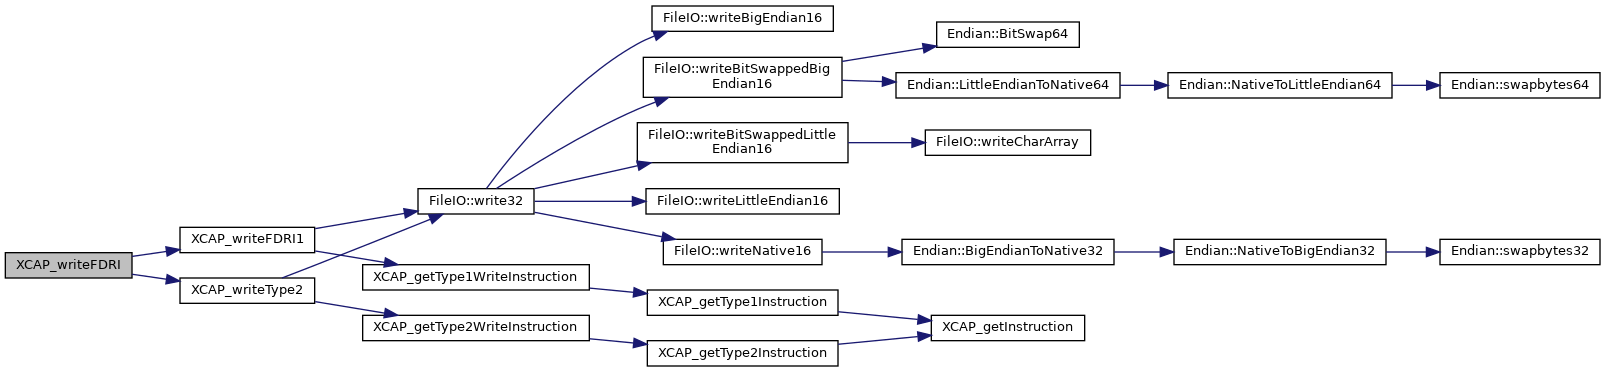 FileIO::writeBigEndian16
Endian::BitSwap64
FileIO::writeBitSwappedBig
Endian16
Endian::LittleEndianToNative64
Endian::NativeToLittleEndian64
Endian::swapbytes64
FileIO::writeBitSwappedLittle
Endian16
FileIO::writeCharArray
FileIO::write32
FileIO::writeLittleEndian16
XCAP_writeFDRI1
FileIO::writeNative16
Endian::BigEndianToNative32
Endian::NativeToBigEndian32
Endian::swapbytes32
XCAP_writeFDRI
XCAP_getType1WriteInstruction
XCAP_writeType2
XCAP_getType1Instruction
XCAP_getType2WriteInstruction
XCAP_getInstruction
XCAP_getType2Instruction